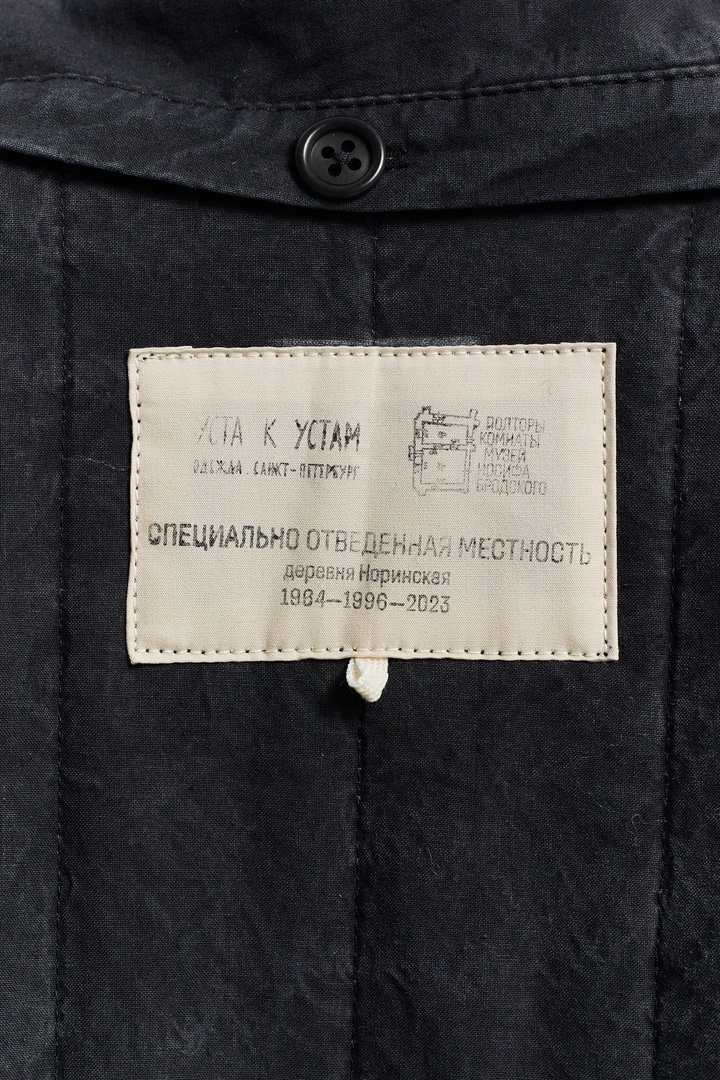 УСТА К УСТАМ
ОДЕЖДА. САНКТ-ПЕТЕРБУРГ
ПОЛТОРЫ
КОМНАТЫ
МУЗЕЙ
ИОСИФА
БРОДСКОГО
СПЕЦИАЛЬНО ОТВЕДЕННАЯ МЕСТНОСТЬ
деревня Норинская
1964—1996—2023